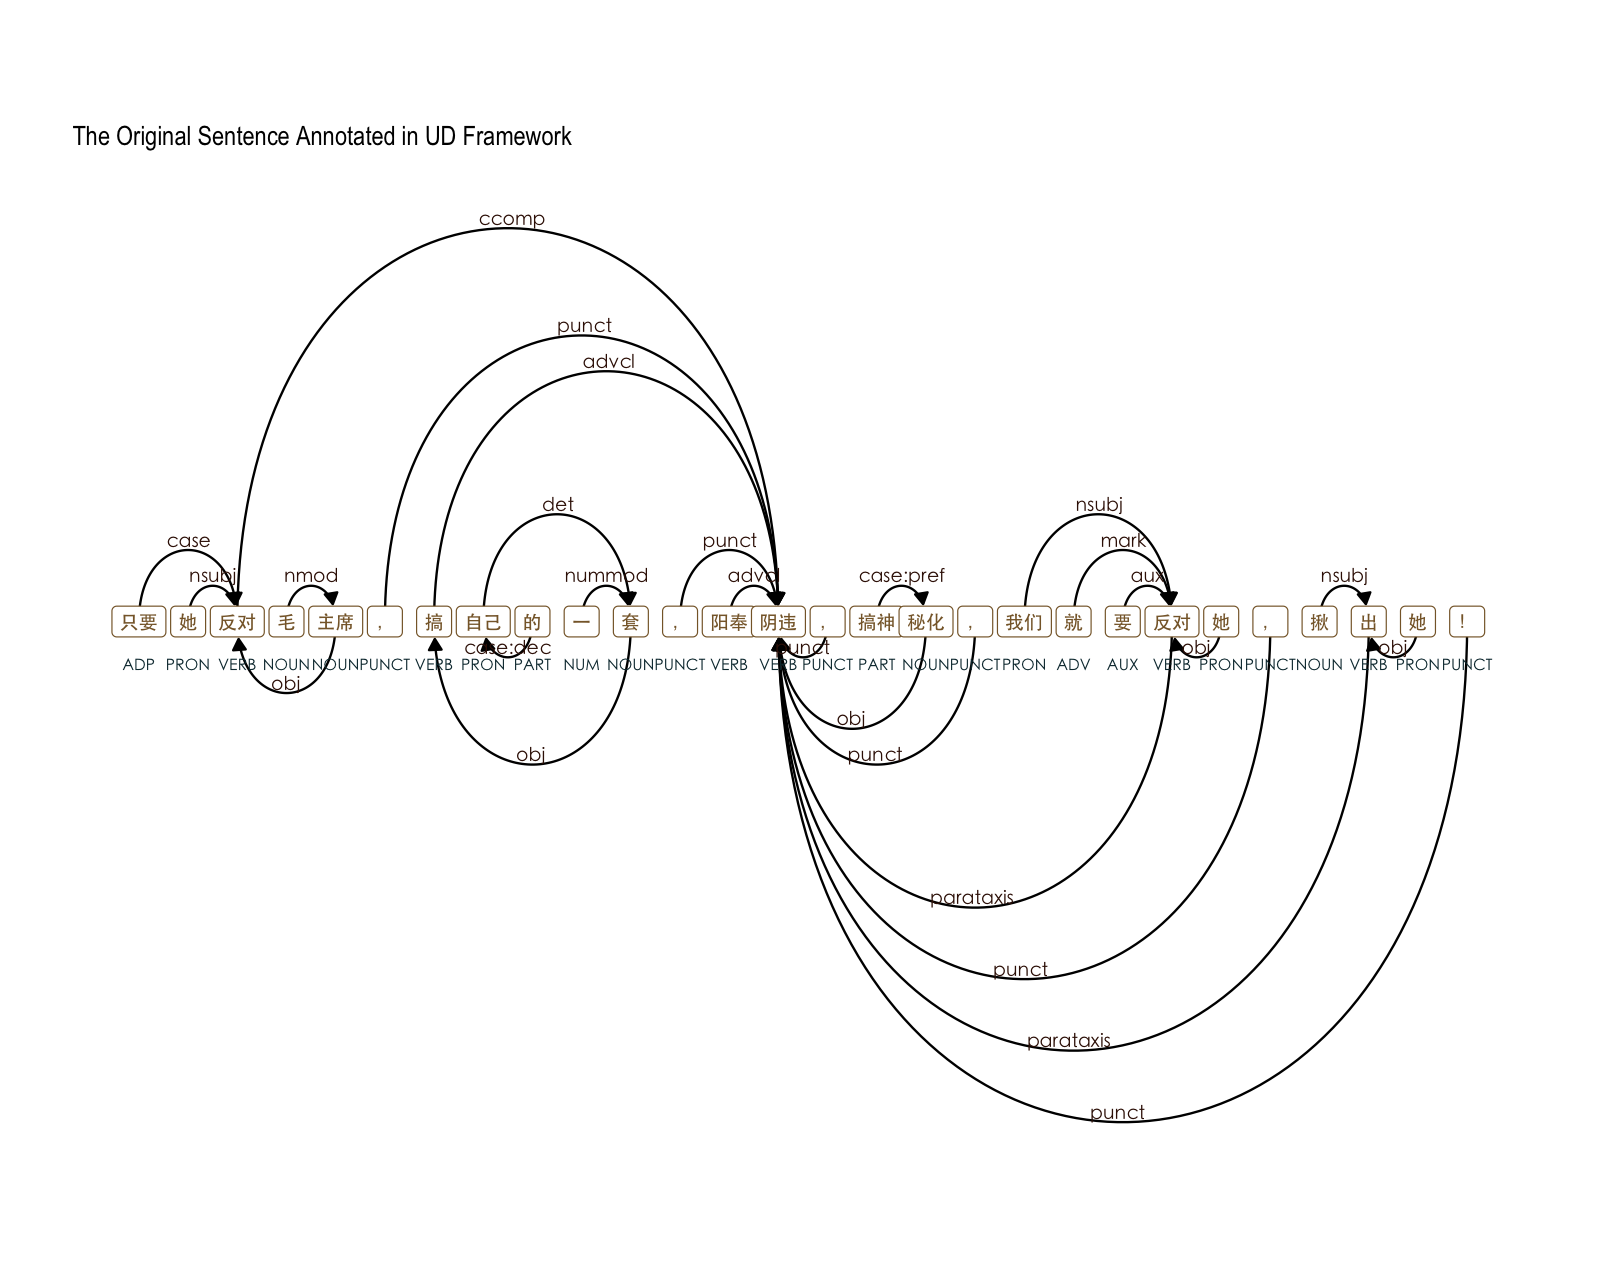 The Original Sentence Annotated in UD Framework
ccomp
punct
advcl
det nsubj
case punct mark
nsubj nmod nummod advcl case:pref aux nsubj
只要 她 反对 毛 主席 ， 搞 自己 的 一 套 ， 阳奉 阴违 ， 搞神 秘化 ， 我们 就 要 反对 她 ， 揪 出 她 ！
case:dec punct obj obj
ADP PRON VERB NOUN NOUN PUNCT VERB PRON PART NUM NOUN PUNCT VERB VERB PUNCT PART NOUN PUNCT PRON ADV AUX VERB PRON PUNCT NOUN VERB PRON PUNCT
obj
obj
obj punct
parataxis
punct
parataxis
punct